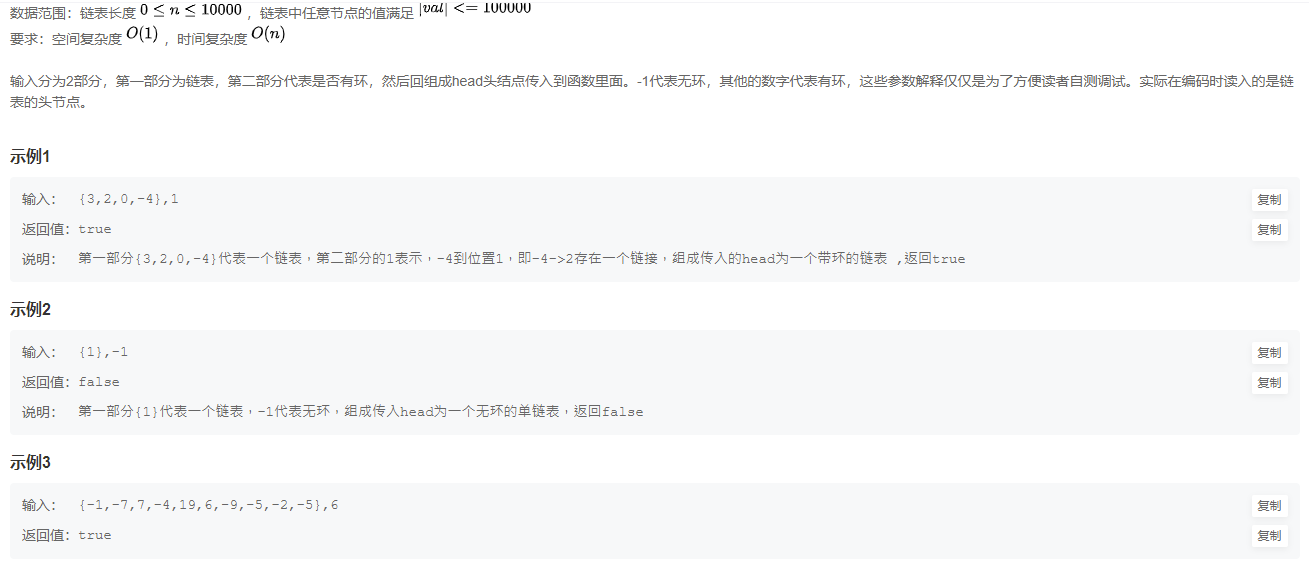 数据范围：链表长度 0 ≤ n ≤ 10000 ，链表中任意节点的值满足 |val| <= 100000
要求：空间复杂度 O(1) ，时间复杂度 O(n)
输入分为2部分，第一部分为链表，第二部分代表是否有环，然后回组成head头结点传入到函数里面。-1代表无环，其他的数字代表有环，这些参数解释仅仅是为了方便读者自测调试。实际在编码时读入的是链
表的头节点。
示例1
输入： {3,2,0,-4},1 复制
返回值：true 复制
说明： 第一部分{3,2,0,-4}代表一个链表，第二部分的1表示，-4到位置1，即-4->2存在一个链接，组成传入的head为一个带环的链表 ,返回true
示例2
输入： {1},-1 复制
返回值：false 复制
说明： 第一部分{1}代表一个链表，-1代表无环，组成传入head为一个无环的单链表，返回false
示例3
输入： {-1,-7,7,-4,19,6,-9,-5,-2,-5},6 复制
返回值：true 复制